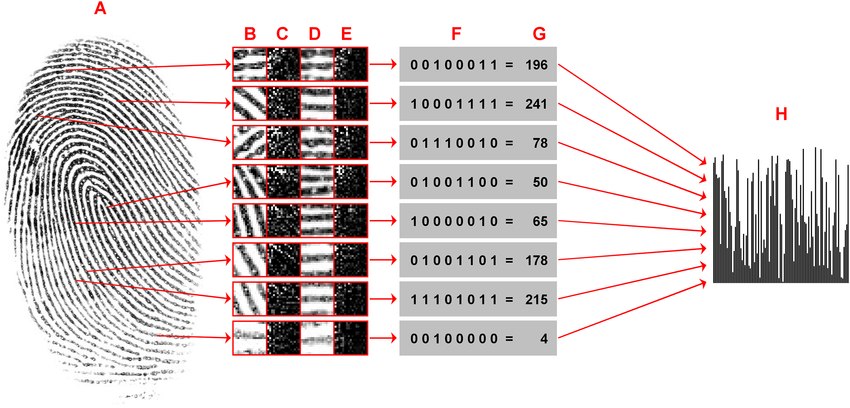 A
B C D E F G
0 0 1 0 0 0 1 1 = 196
1 0 0 0 1 1 1 1 = 241
0 1 1 1 0 0 1 0 = 78
H
0 1 0 0 1 1 0 0 = 50
1 0 0 0 0 0 1 0 = 65
0 1 0 0 1 1 0 1 = 178
1 1 1 0 1 0 1 1 = 215
0 0 1 0 0 0 0 0 = 4